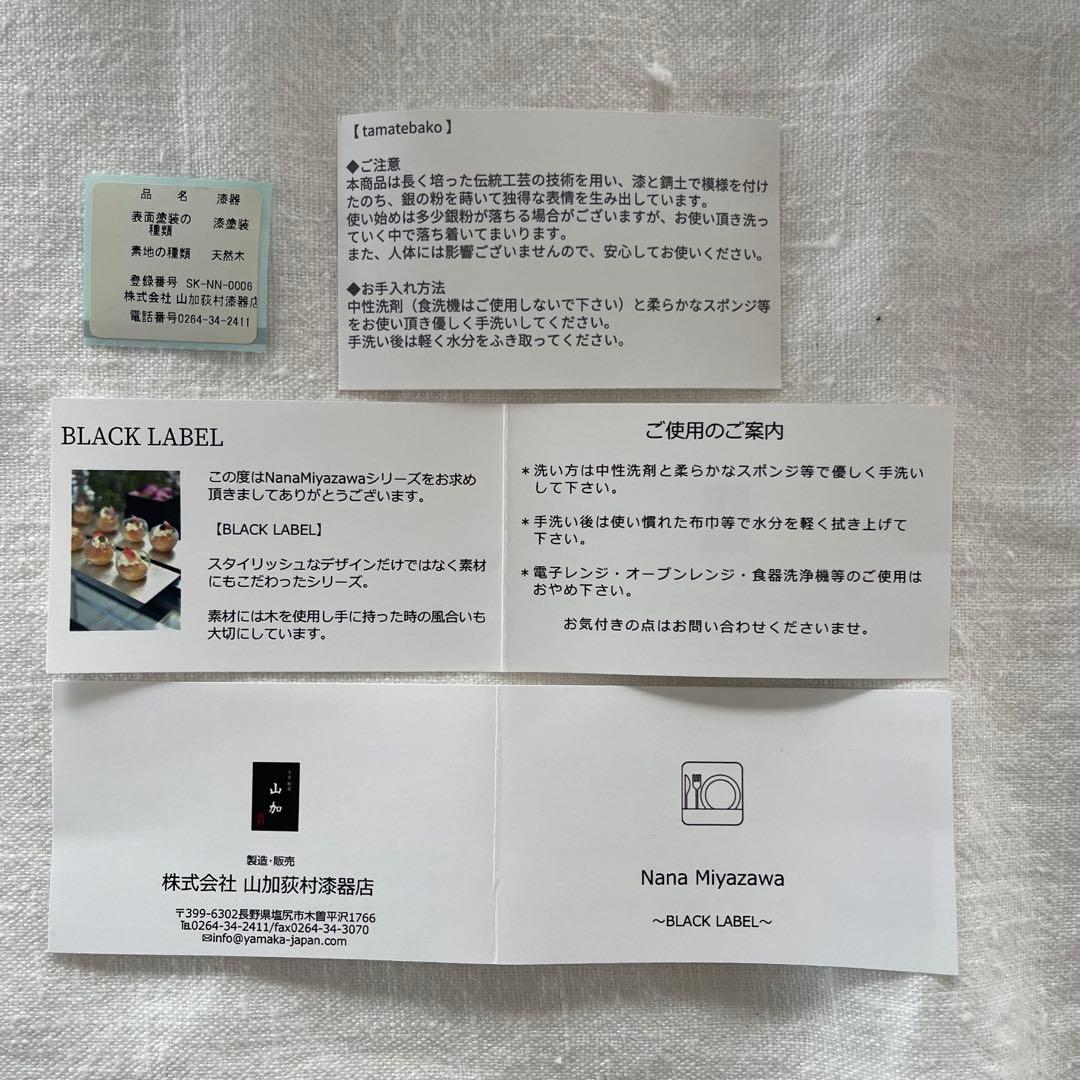 品 名 漆器
表面塗装の
種類 漆塗装
素地の種類 天然木
登録番号 SK-NN-0006
株式会社 山加荻村漆器店
電話番号0264-34-2411
【tamatebako】
◆ご注意
本商品は長く培った伝統工芸の技術を用い、漆と錆土で模様を付け
たのち、銀の粉を蒔いて独得な表情を生み出しています。
使い始めは多少銀粉が落ちる場合がございますが、お使い頂き洗っ
ていく中で落ち着いてまいります。
また、人体には影響ございませんので、安心してお使いください。
◆お手入れ方法
中性洗剤（食洗機はご使用しないで下さい）と柔らかなスポンジ等
をお使い頂き優しく手洗いしてください。
手洗い後は軽く水分をふき取ってください。
BLACK LABEL
この度はNanaMiyazawaシリーズをお求め
頂きましてありがとうございます。
【BLACK LABEL】
スタイリッシュなデザインだけではなく素材
にもこだわったシリーズ。
素材には木を使用し手に持った時の風合いも
大切にしています。
ご使用のご案内
＊洗い方は中性洗剤と柔らかなスポンジ等で優しく手洗い
して下さい。
＊手洗い後は使い慣れた布巾等で水分を軽く拭き上げて
下さい。
＊電子レンジ・オーブンレンジ・食器洗浄機等のご使用は
おやめ下さい。
お気付きの点はお問い合わせくださいませ。
山加
製造・販売
株式会社 山加荻村漆器店
〒399-6302長野県塩尻市木曽平沢1766
℡0264-34-2411/fax0264-34-3070
✉info@yamaka-japan.com
Nana Miyazawa
～BLACK LABEL～